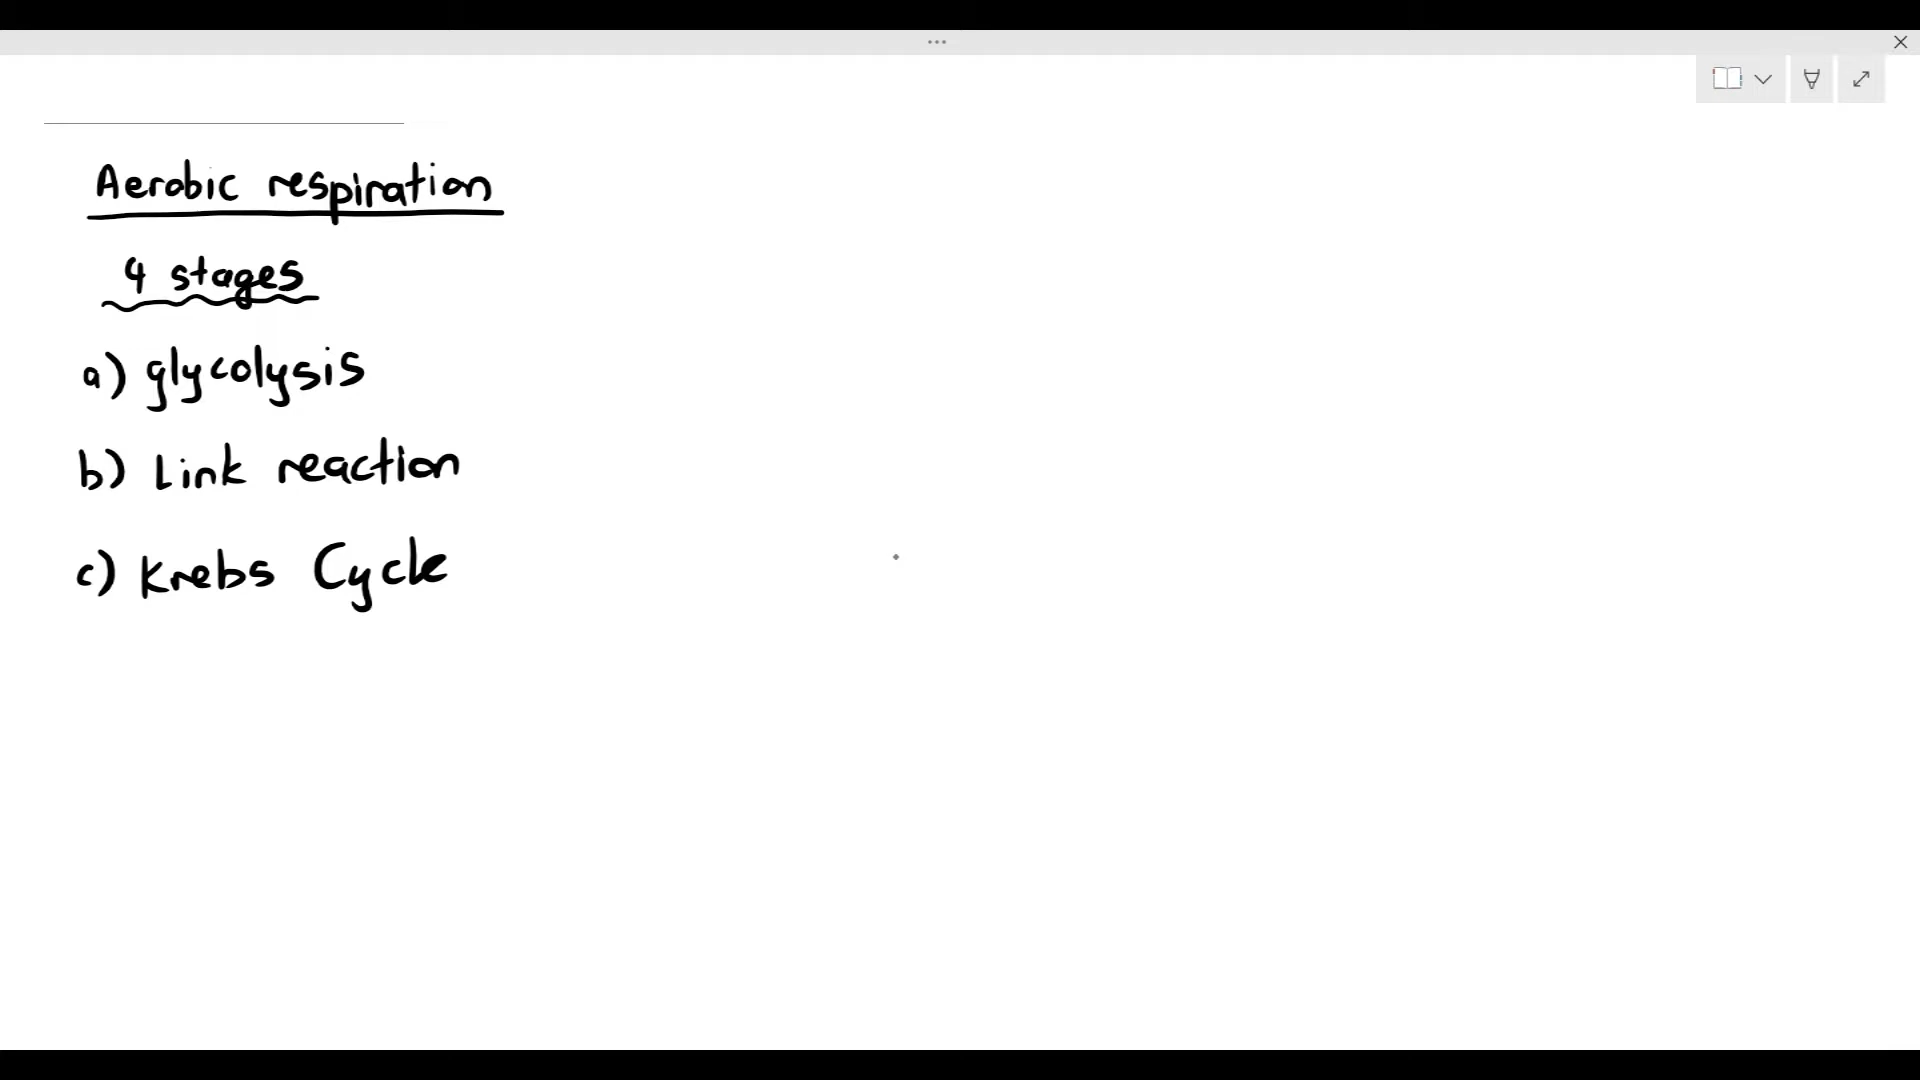 Aerobic respiration
4 stages
a) glycolysis
b) Link reaction
c) Krebs Cycle